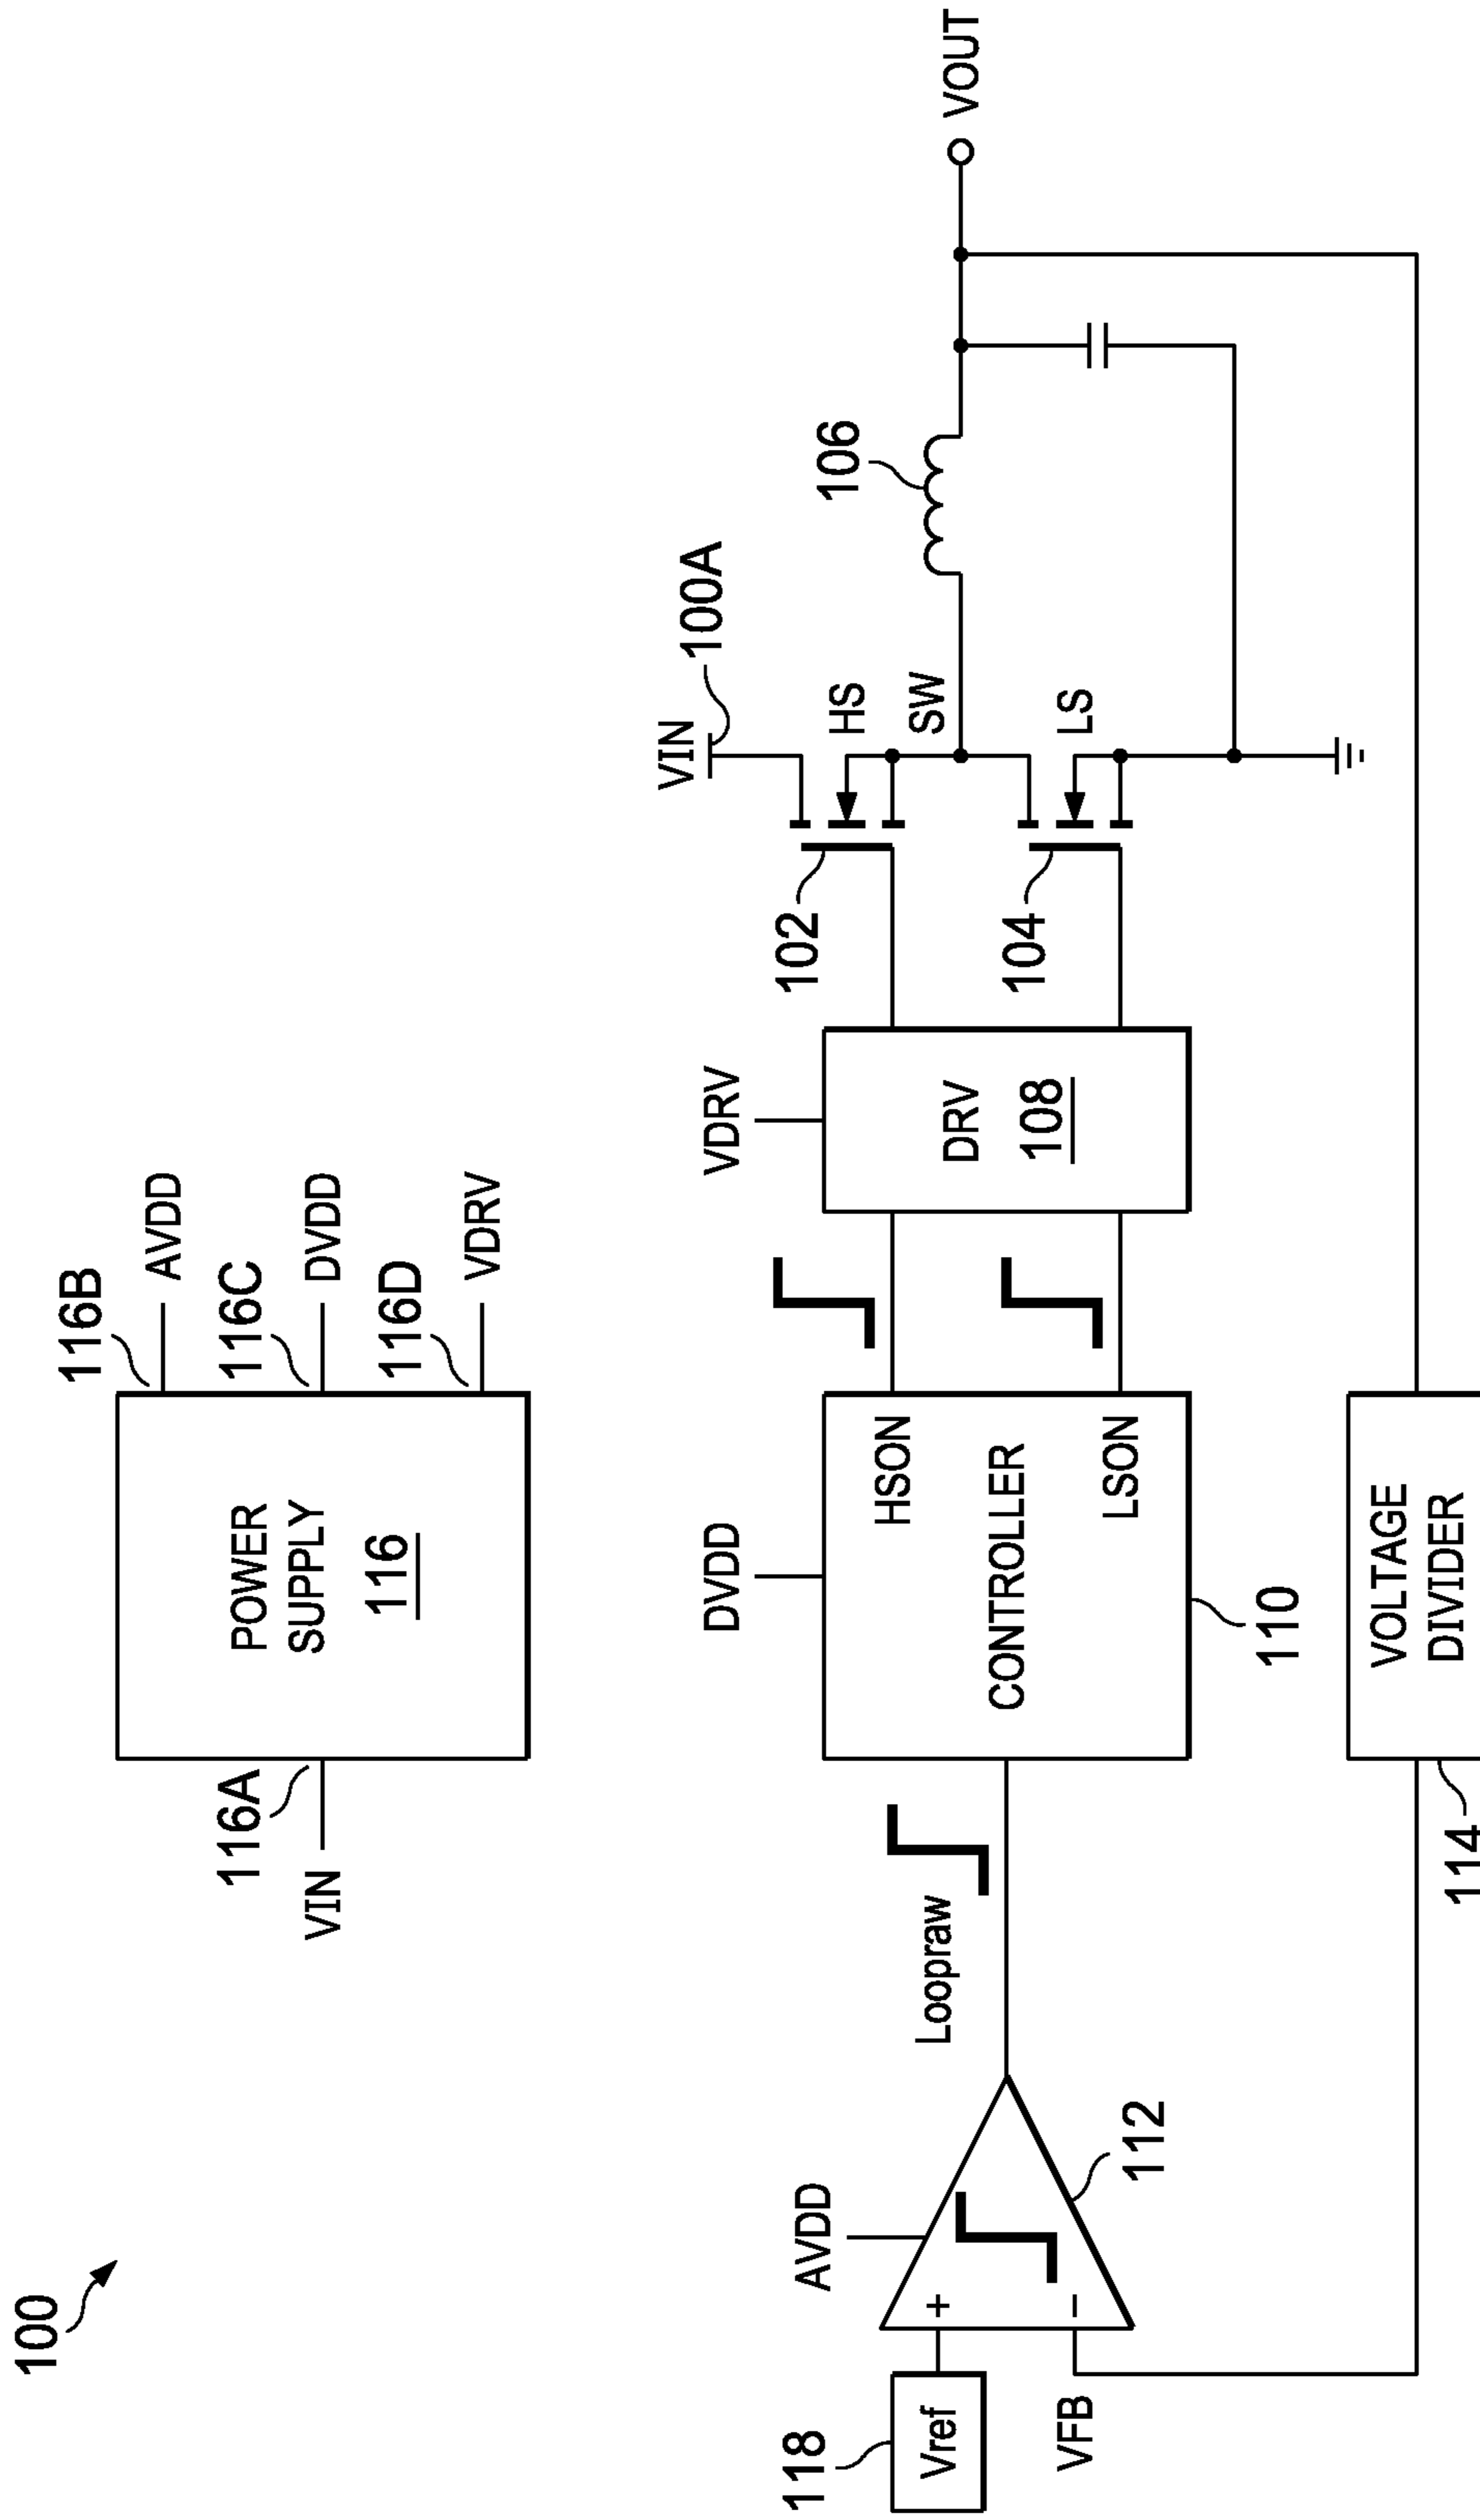 100
116A
VIN
POWER
SUPPLY
116
116B
AVDD
116C
DVDD
116D
VDRV
118
Vref
VFB
AVDD
+
−
112
Loopraw
DVDD
HSON
CONTROLLER
LSON
110
VDRV
DRV
108
102
104
VIN
100A
HS
SW
LS
106
VOUT
VOLTAGE
DIVIDER
114